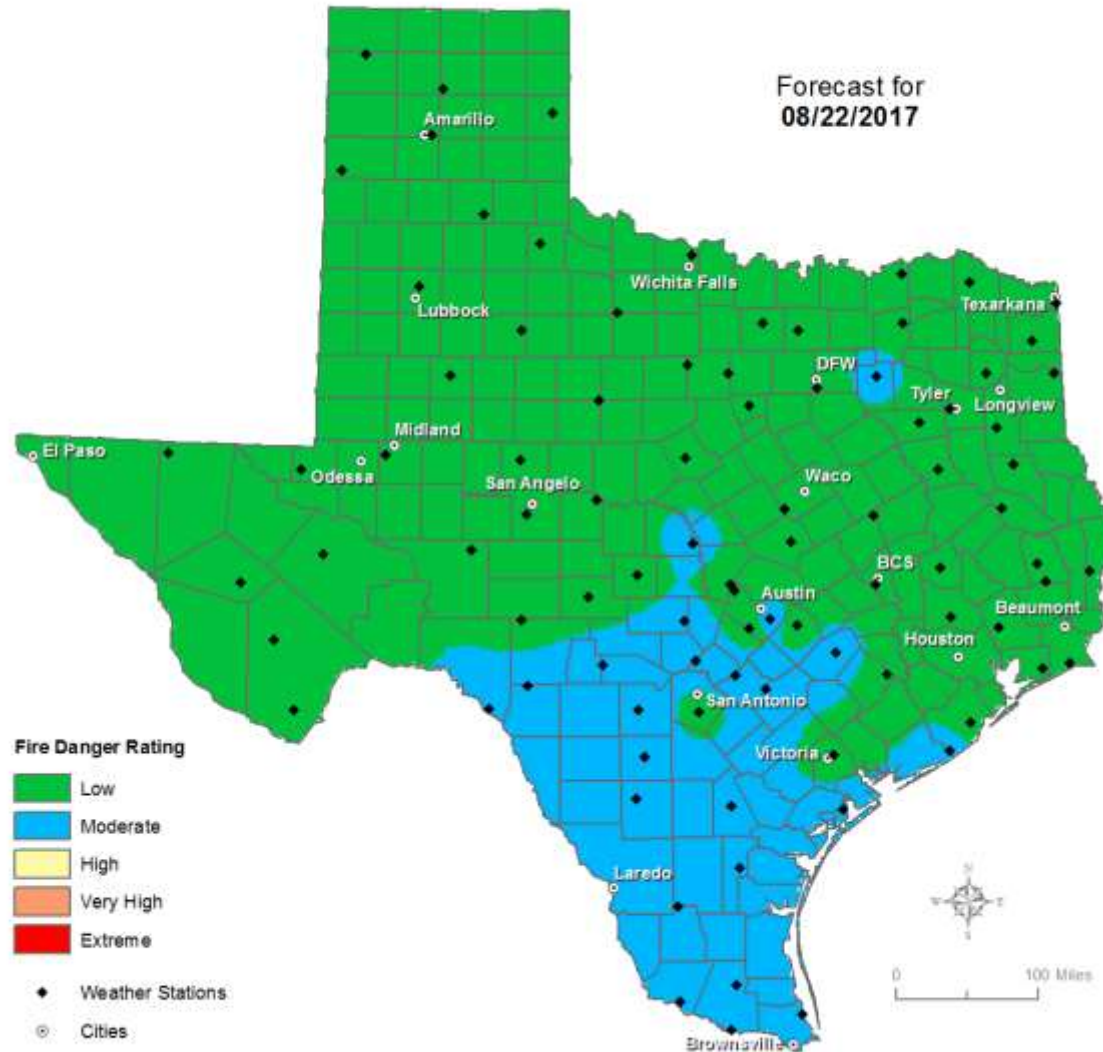 Forecast for
08/22/2017
Amarillo
Wichita Falls
Lubbock
Texarkana
DFW
Tyler
Longview
Midland
El Paso
Odessa
San Angelo
Waco
BCS
Austin
Beaumont
Houston
San Antonio
Victoria
Laredo
Brownsville
Fire Danger Rating
Low
Moderate
High
Very High
Extreme
Weather Stations
Cities
N
W E
S
0 100 Miles